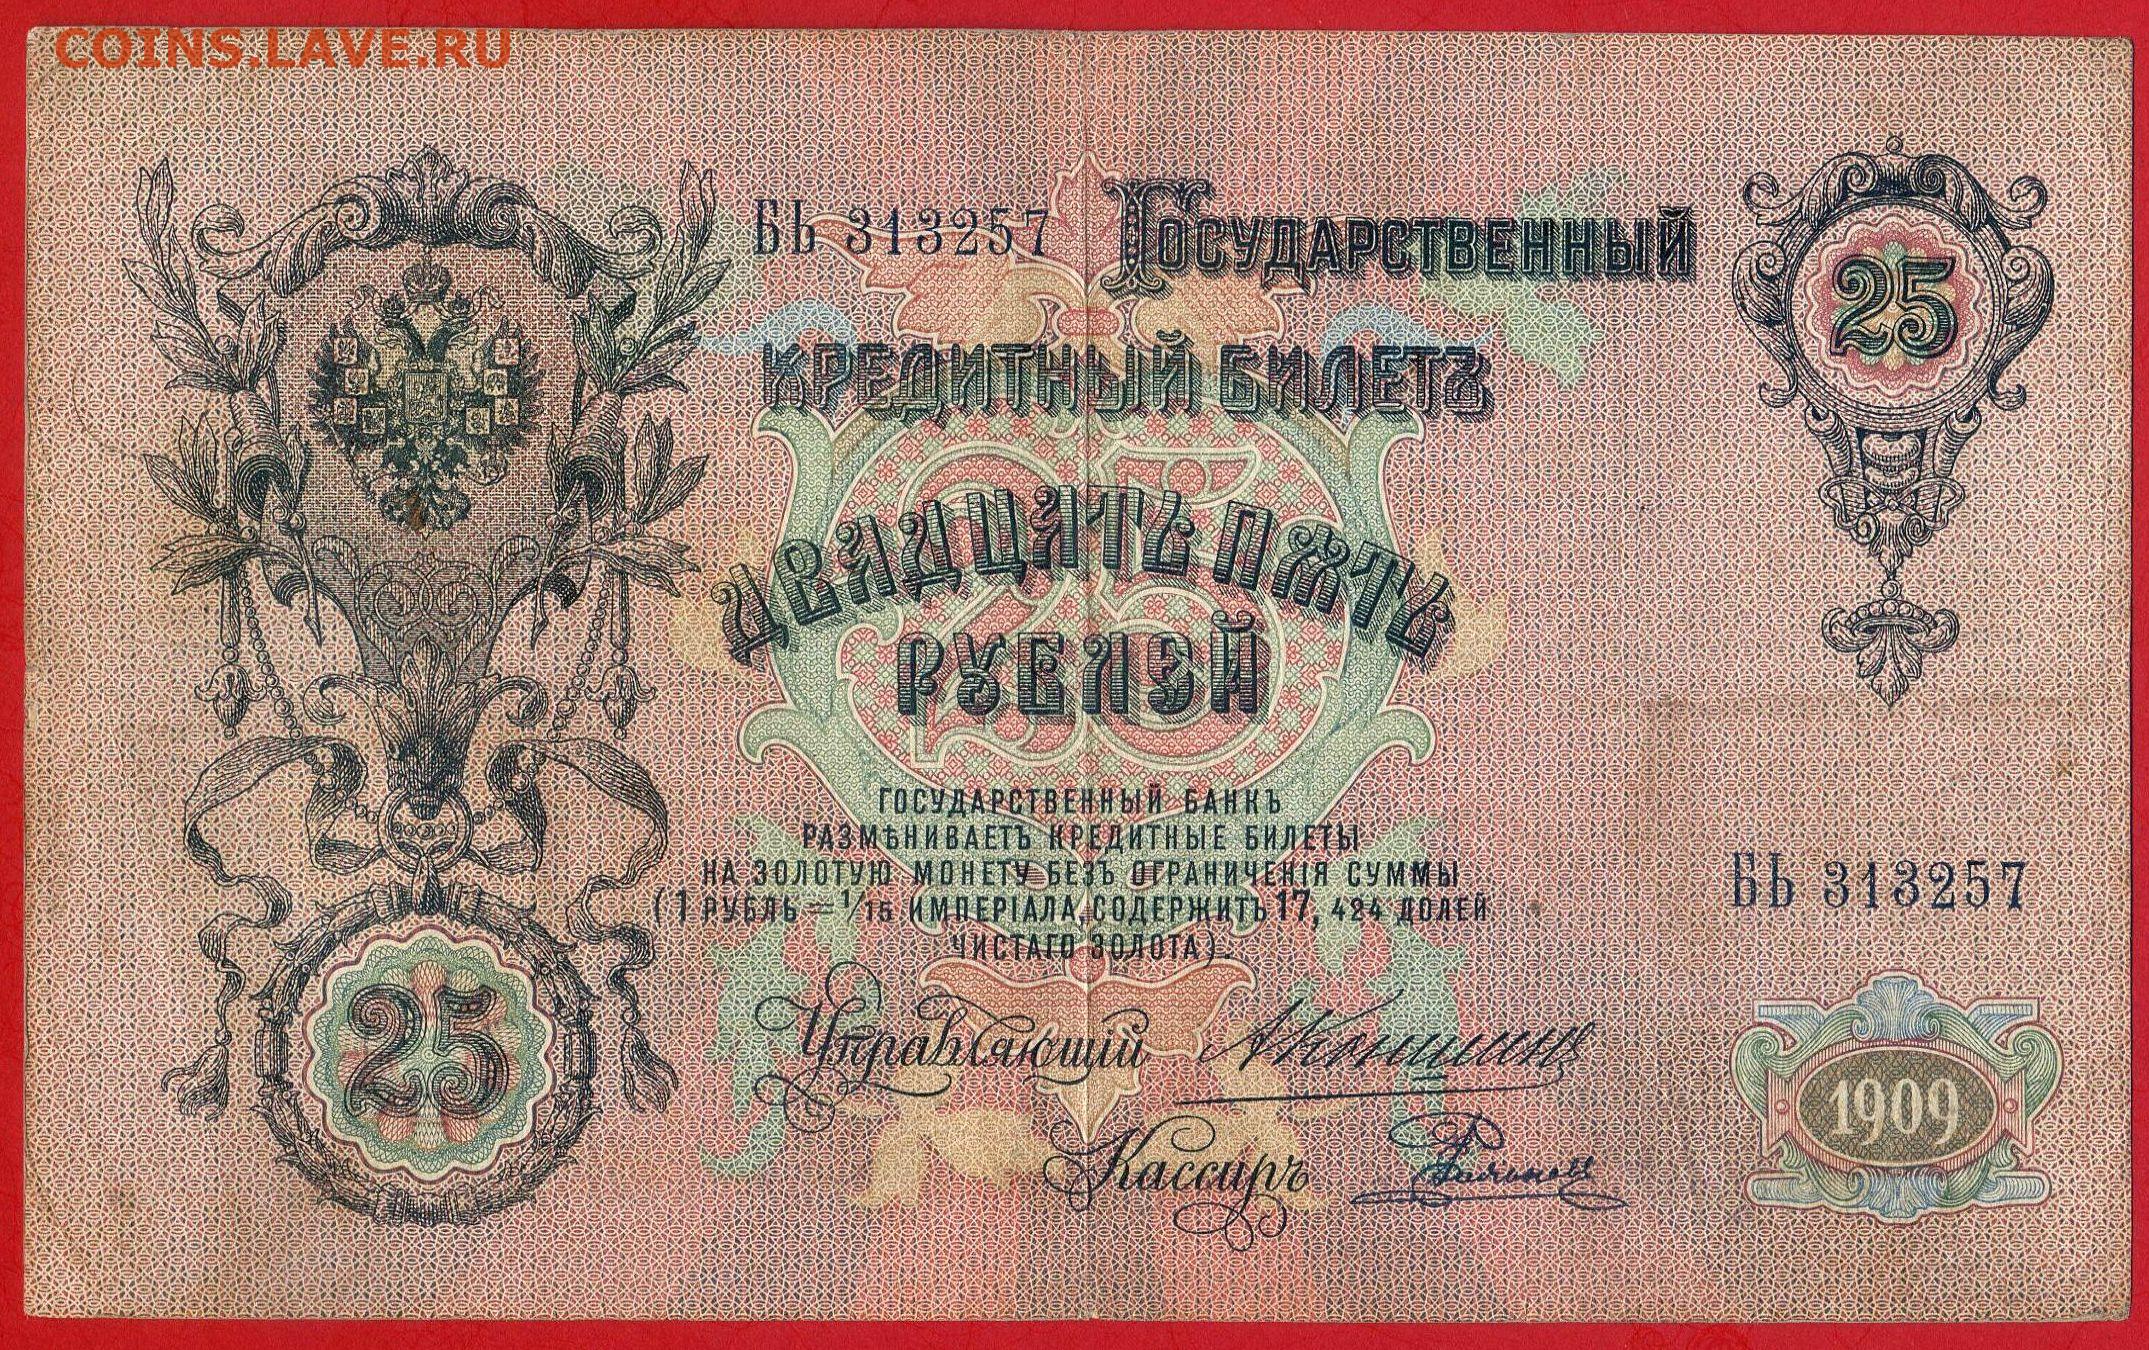 COINS.LAVE.RU
БЬ 313257 ГОСУДАРСТВЕННЫЙ
25
КРЕДИТНЫЙ БИЛЕТЪ
25
ДВАДЦАТЬ ПЯТЬ
РУБЛЕЙ
ГОСУДАРСТВЕННЫЙ БАНКЪ
РАЗМѢНИВАЕТЪ КРЕДИТНЫЕ БИЛЕТЫ
НА ЗОЛОТУЮ МОНЕТУ БЕЗЪ ОГРАНИЧЕНІЯ СУММЫ
(1 РУБЛЬ = 1/15 ИМПЕРІАЛА, СОДЕРЖИТЪ 17, 424 ДОЛЕЙ
ЧИСТАГО ЗОЛОТА).
БЬ 313257
25
Управляющій АКоншинъ
Кассиръ
1909